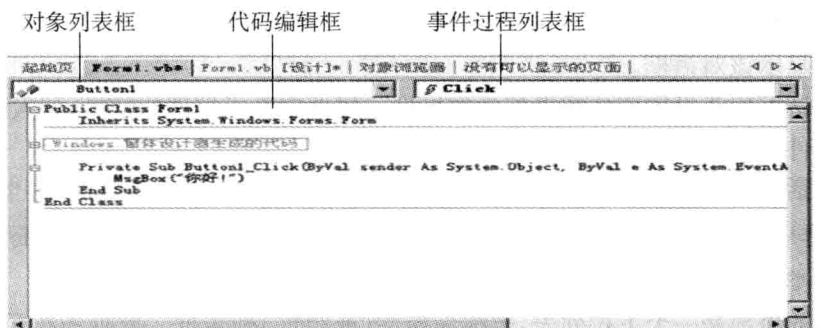 对象列表框 代码编辑框 事件过程列表框
起始页 Form1.vb* Form1.vb [设计]* 对象浏览器 没有可以显示的页面
Button1 Click
Public Class Form1
Inherits System.Windows.Forms.Form
Windows 窗体设计器生成的代码
Private Sub Button1_Click(ByVal sender As System.Object, ByVal e As System.EventA
MsgBox("你好!")
End Sub
End Class